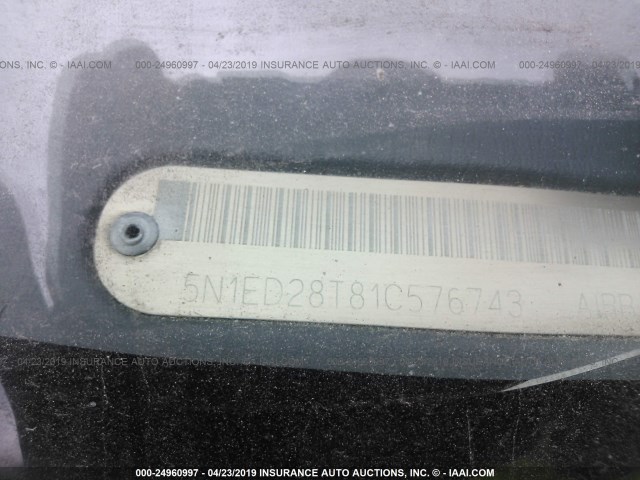 000-24960997 - 04/23/2019 INSURANCE AUTO AUCTIONS, INC. - IAAI.COM
5N1ED28T81C576743
04/23/2019 INSURANCE AUTO AUCTIONS, INC. - IAAI.COM
000-24960997 - 04/23/2019 INSURANCE AUTO AUCTIONS, INC. - IAAI.COM